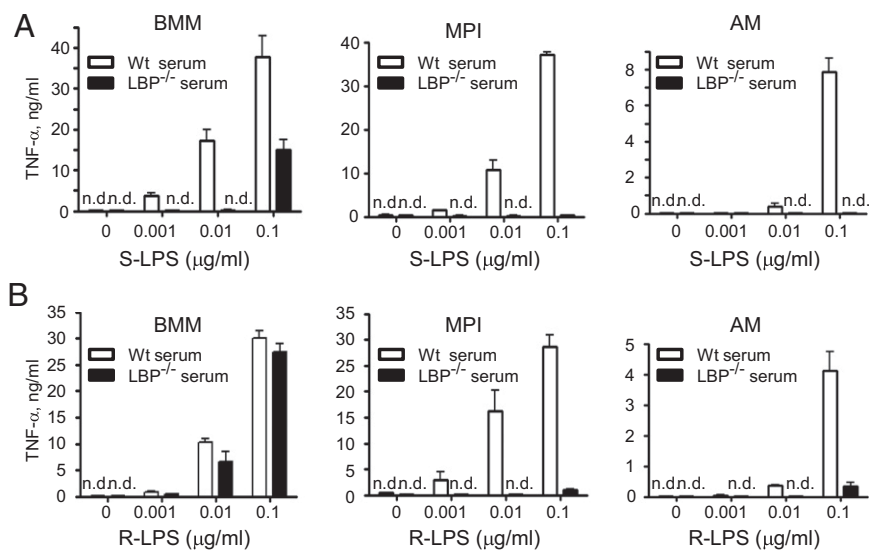 A
BMM
MPI
AM
TNF-α, ng/ml
40
30
20
10
0
Wt serum
LBP-/- serum
n.d.
n.d.
n.d.
n.d.
0
0.001
0.01
0.1
S-LPS (μg/ml)
40
30
20
10
0
Wt serum
LBP-/- serum
n.d.
n.d.
n.d.
n.d.
0
0.001
0.01
0.1
S-LPS (μg/ml)
8
6
4
2
0
Wt serum
LBP-/- serum
n.d.
n.d.
n.d.
n.d.
0
0.001
0.01
0.1
S-LPS (μg/ml)
B
BMM
MPI
AM
TNF-α, ng/ml
35
30
25
20
15
10
5
0
Wt serum
LBP-/- serum
n.d.
n.d.
0
0.001
0.01
0.1
R-LPS (μg/ml)
35
30
25
20
15
10
5
0
Wt serum
LBP-/- serum
n.d.
n.d.
n.d.
n.d.
0
0.001
0.01
0.1
R-LPS (μg/ml)
5
4
3
2
1
0
Wt serum
LBP-/- serum
n.d.
n.d.
n.d.
0
0.001
0.01
0.1
R-LPS (μg/ml)